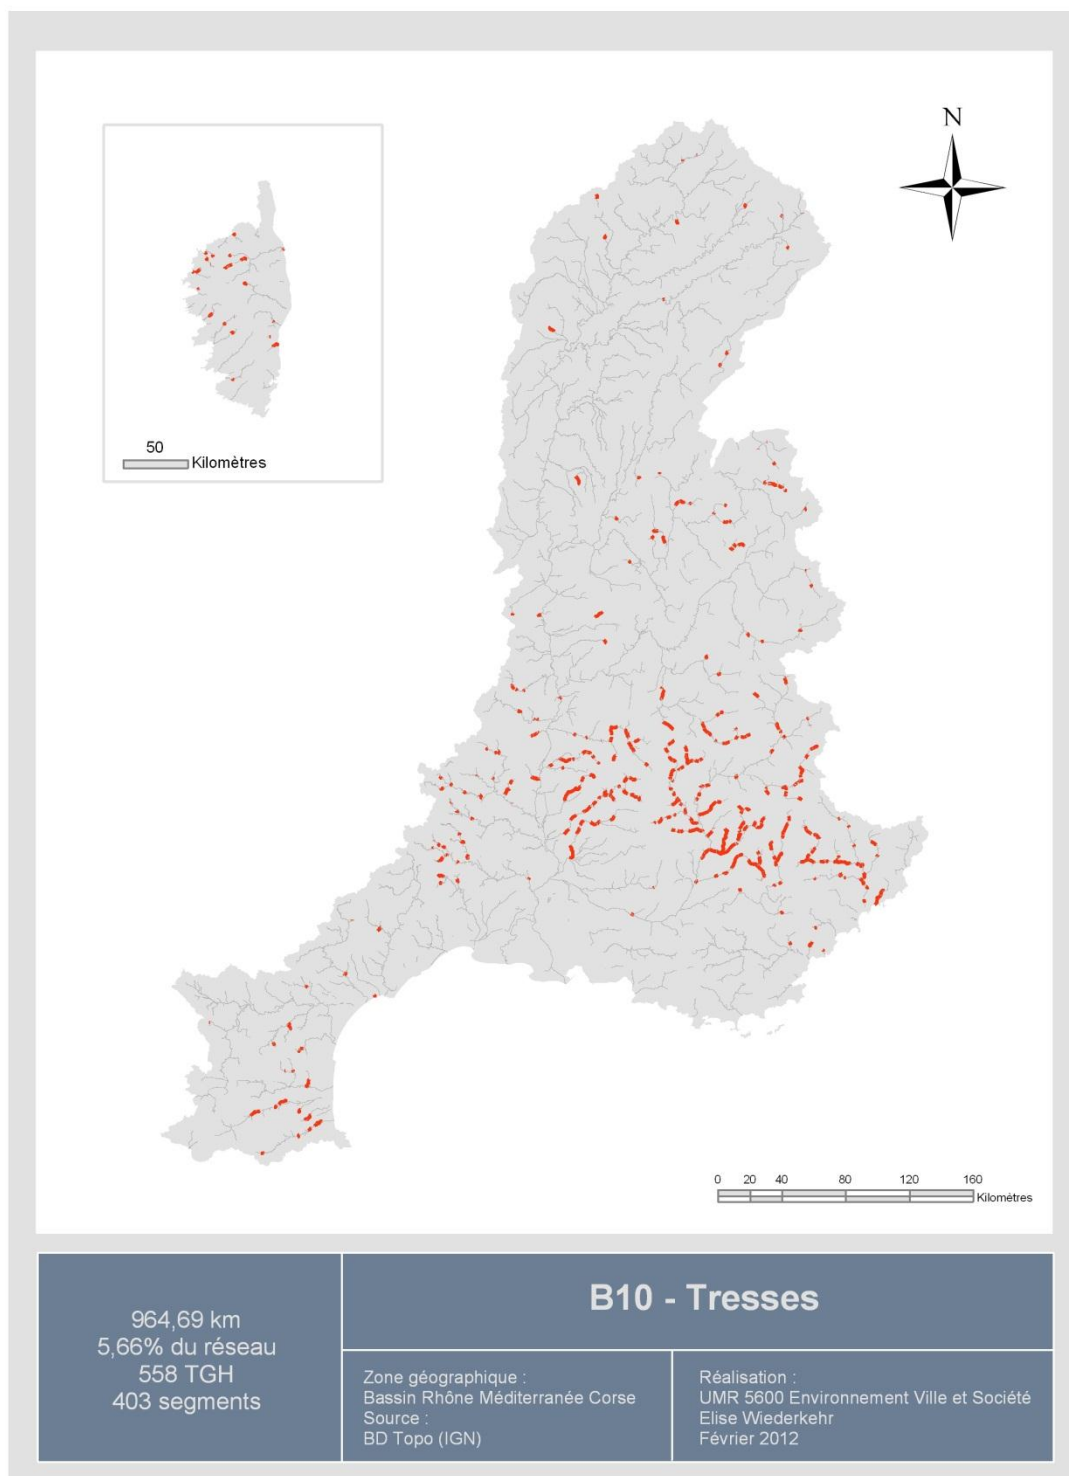 N
50
Kilomètres
0 20 40 80 120 160
Kilomètres
964,69 km
5,66% du réseau
558 TGH
403 segments
B10 - Tresses
Zone géographique :
Bassin Rhône Méditerranée Corse
Source :
BD Topo (IGN)
Réalisation :
UMR 5600 Environnement Ville et Société
Elise Wiederkehr
Février 2012